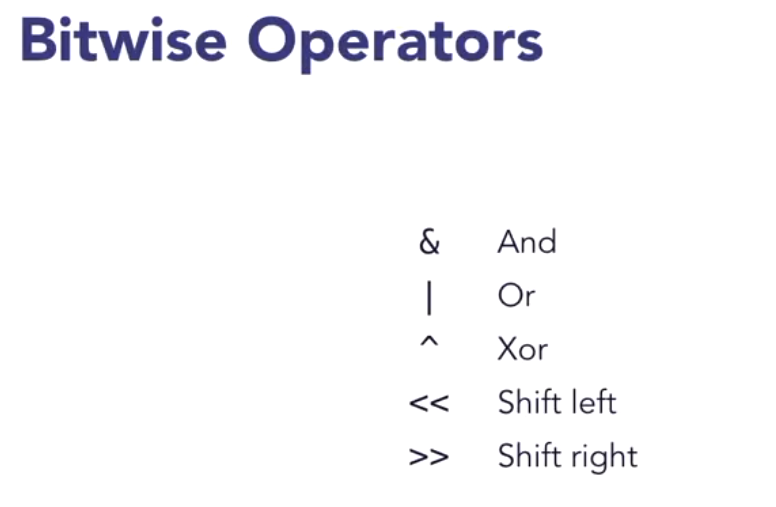 Bitwise Operators
& And
| Or
^ Xor
<< Shift left
>> Shift right